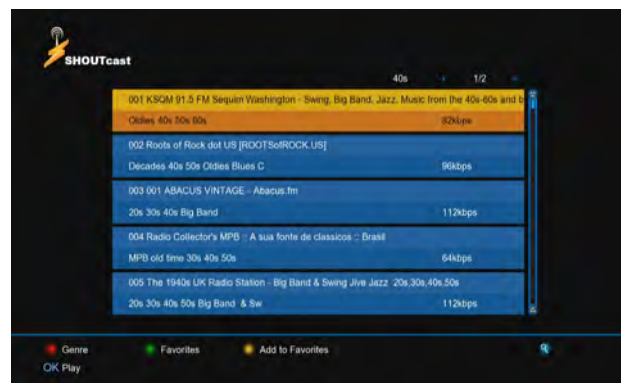 SHOUTcast
40s 1/2
001 KSQM 91.5 FM Sequim Washington - Swing, Big Band, Jazz, Music from the 40s-60s and b
Oldies 40s 50s 60s 82kbps
002 Roots of Rock dot US [ROOTSofROCK.US]
Decades 40s 50s Oldies Blues C 96kbps
003 001 ABACUS VINTAGE - Abacus.fm
20s 30s 40s Big Band 112kbps
004 Radio Collector's MPB :: A sua fonte de classicos :: Brasil
MPB old time 30s 40s 50s 64kbps
005 The 1940s UK Radio Station - Big Band & Swing Jive Jazz 20s,30s,40s,50s
20s 30s 40s 50s Big Band & Sw 112kbps
Genre Favorites Add to Favorites
OK Play